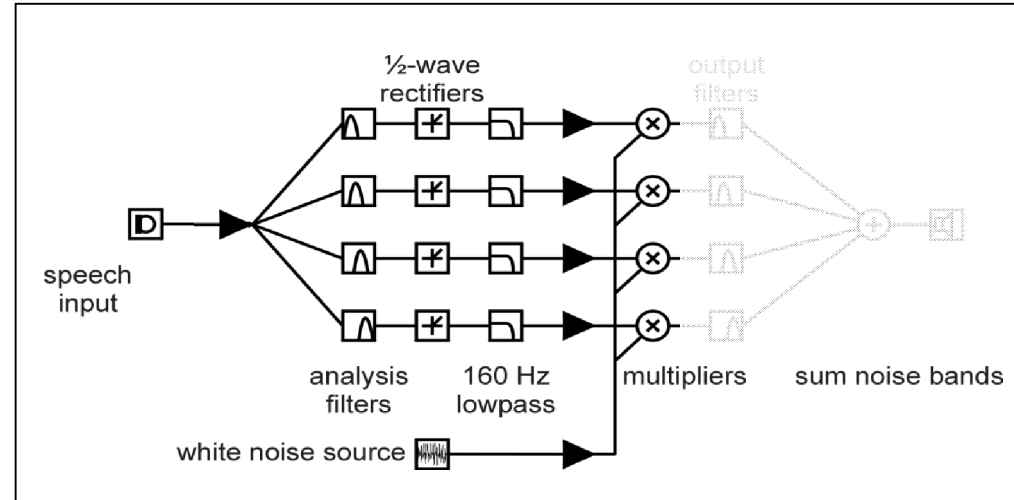 ½-wave
rectifiers
output
filters
speech
input
analysis
filters
160 Hz
lowpass
multipliers
sum noise bands
white noise source